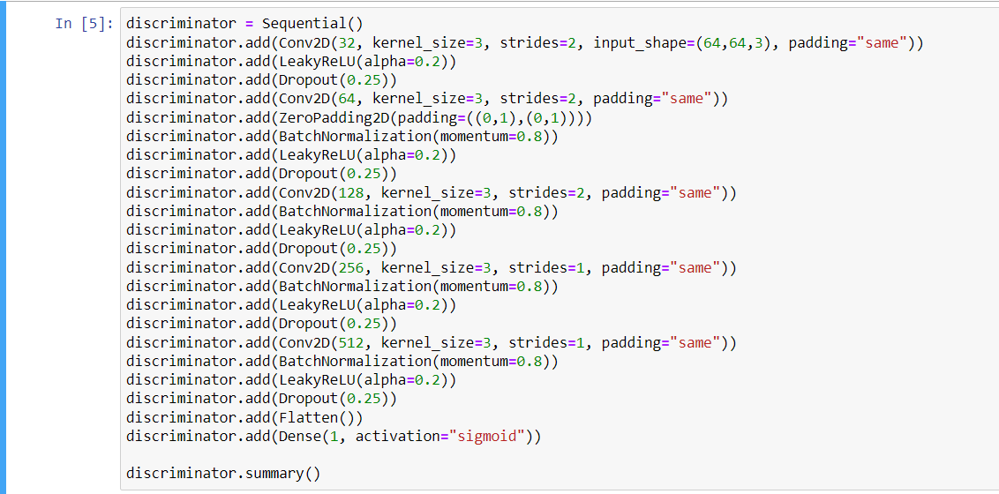 In [5]: discriminator = Sequential()
discriminator.add(Conv2D(32, kernel_size=3, strides=2, input_shape=(64,64,3), padding="same"))
discriminator.add(LeakyReLU(alpha=0.2))
discriminator.add(Dropout(0.25))
discriminator.add(Conv2D(64, kernel_size=3, strides=2, padding="same"))
discriminator.add(ZeroPadding2D(padding=((0,1),(0,1))))
discriminator.add(BatchNormalization(momentum=0.8))
discriminator.add(LeakyReLU(alpha=0.2))
discriminator.add(Dropout(0.25))
discriminator.add(Conv2D(128, kernel_size=3, strides=2, padding="same"))
discriminator.add(BatchNormalization(momentum=0.8))
discriminator.add(LeakyReLU(alpha=0.2))
discriminator.add(Dropout(0.25))
discriminator.add(Conv2D(256, kernel_size=3, strides=1, padding="same"))
discriminator.add(BatchNormalization(momentum=0.8))
discriminator.add(LeakyReLU(alpha=0.2))
discriminator.add(Dropout(0.25))
discriminator.add(Conv2D(512, kernel_size=3, strides=1, padding="same"))
discriminator.add(BatchNormalization(momentum=0.8))
discriminator.add(LeakyReLU(alpha=0.2))
discriminator.add(Dropout(0.25))
discriminator.add(Flatten())
discriminator.add(Dense(1, activation="sigmoid"))
discriminator.summary()